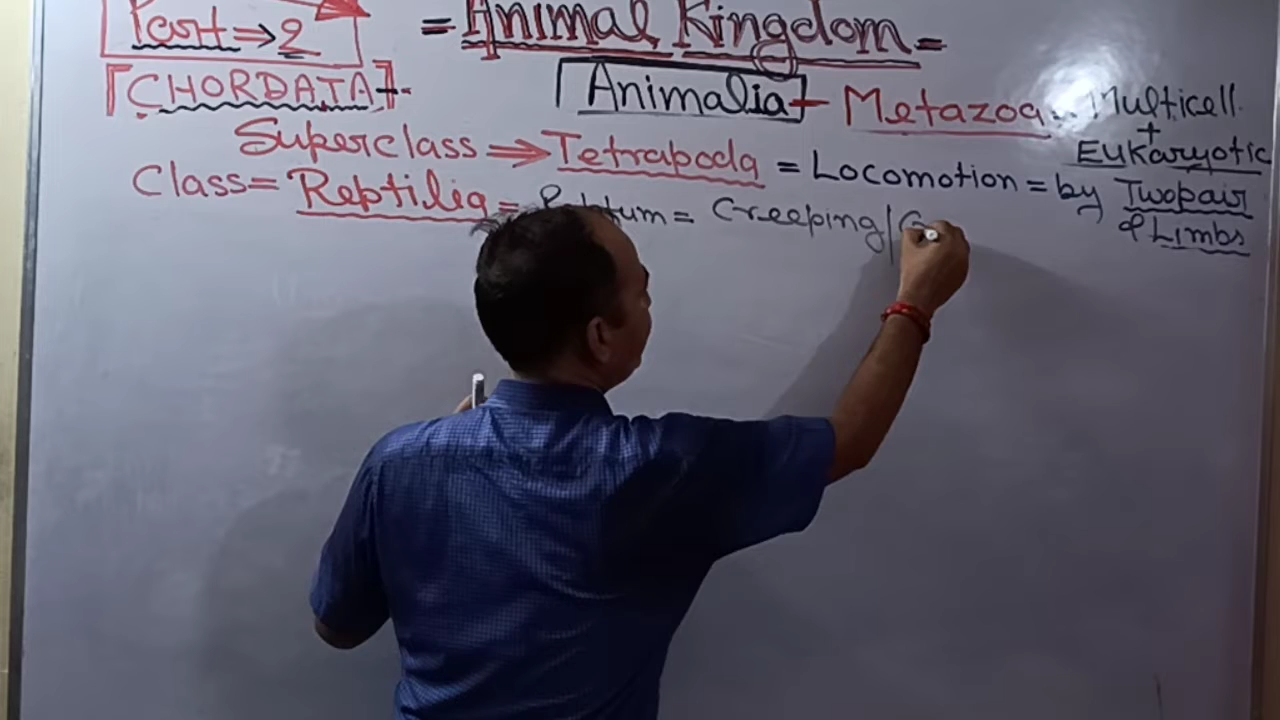 Part ⇒ 2
= Animal Kingdom =
[CHORDATA] -
Animalia - Metazoa = Multicell. + Eukaryotic
Superclass ⇒ Tetrapoda = Locomotion = by Two pair of Limbs
Class = Reptilia = = Creeping/